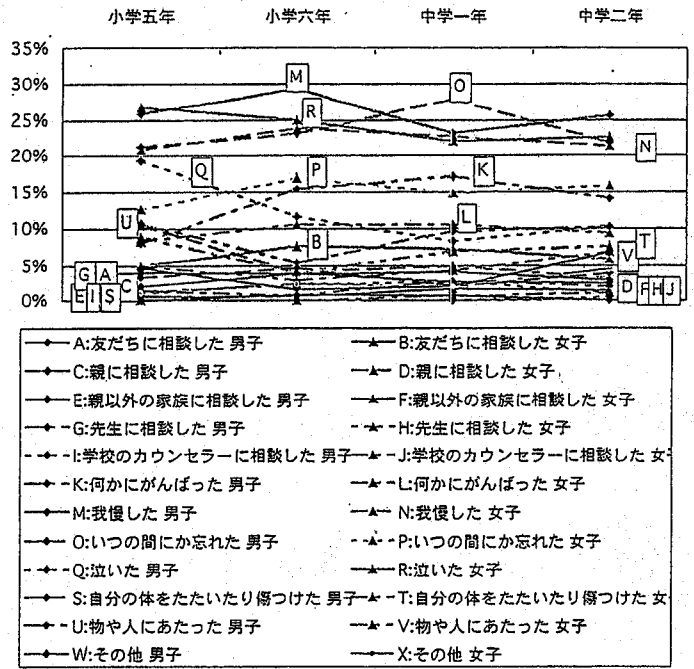 小学五年 小学六年 中学一年 中学二年
35%
30%
25%
20%
15%
10%
5%
0%
M
O
R
N
Q
P
K
U
L
B
T
V
G A
C
E I S
D F H J
A:友だちに相談した 男子 B:友だちに相談した 女子
C:親に相談した 男子 D:親に相談した 女子
E:親以外の家族に相談した 男子 F:親以外の家族に相談した 女子
G:先生に相談した 男子 H:先生に相談した 女子
I:学校のカウンセラーに相談した 男子 J:学校のカウンセラーに相談した 女
K:何かにがんばった 男子 L:何かにがんばった 女子
M:我慢した 男子 N:我慢した 女子
O:いつの間にか忘れた 男子 P:いつの間にか忘れた 女子
Q:泣いた 男子 R:泣いた 女子
S:自分の体をたたいたり傷つけた 男子 T:自分の体をたたいたり傷つけた 女
U:物や人にあたった 男子 V:物や人にあたった 女子
W:その他 男子 X:その他 女子